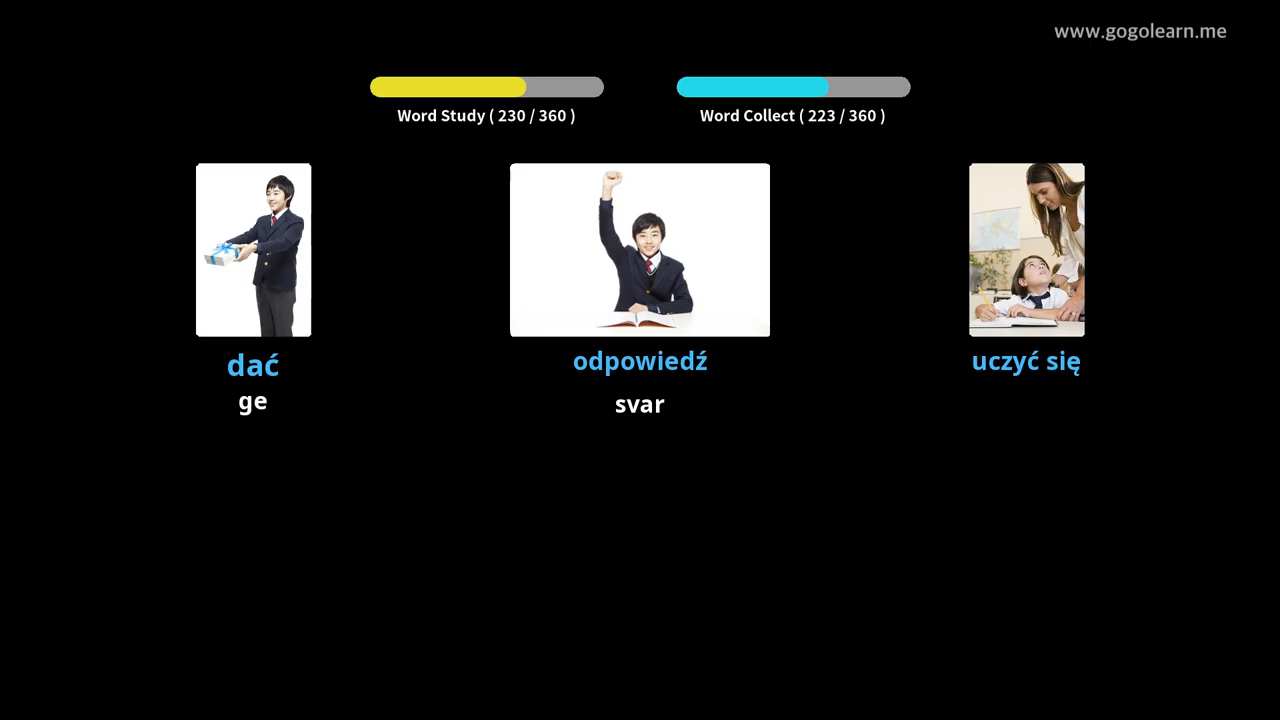 www.gogolearn.me
Word Study ( 230 / 360 )
Word Collect ( 223 / 360 )
dać
odpowiedź
uczyć się
ge
svar